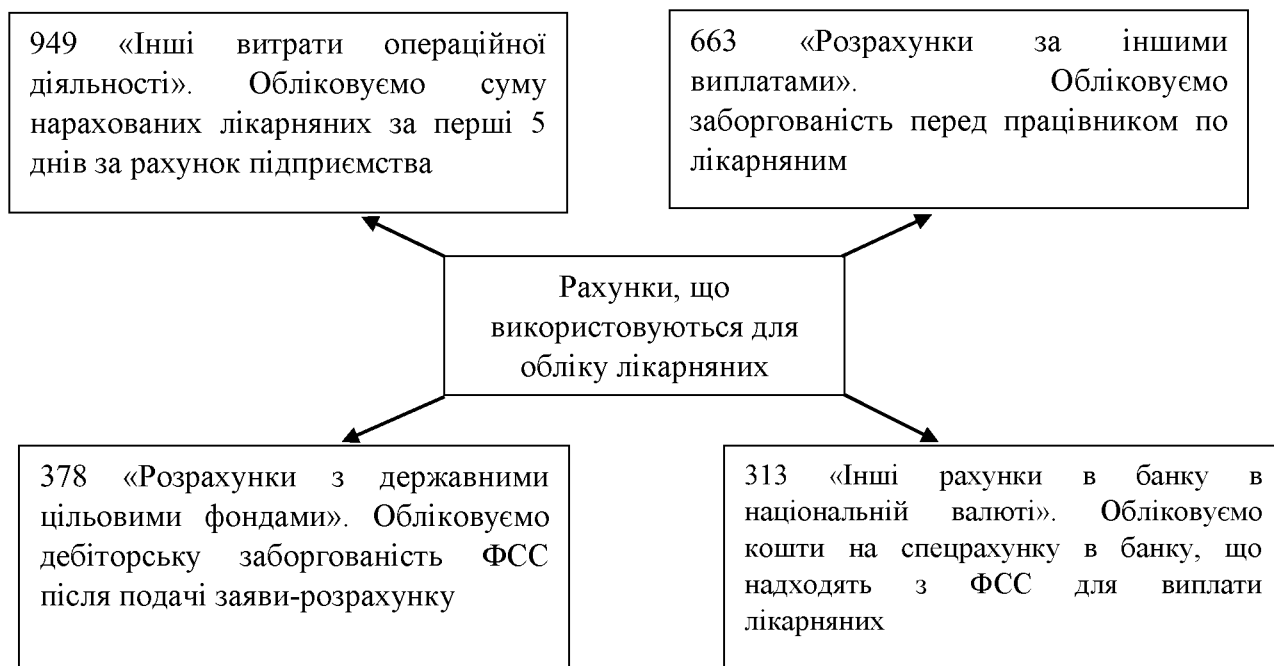 949 «Інші витрати операційної
діяльності». Обліковуємо суму
нарахованих лікарняних за перші 5
днів за рахунок підприємства
663 «Розрахунки за іншими
виплатами». Обліковуємо
заборгованість перед працівником по
лікарняним
Рахунки, що
використовуються для
обліку лікарняних
378 «Розрахунки з державними
цільовими фондами». Обліковуємо
дебіторську заборгованість ФСС
після подачі заяви-розрахунку
313 «Інші рахунки в банку в
національній валюті». Обліковуємо
кошти на спецрахунку в банку, що
надходять з ФСС для виплати
лікарняних